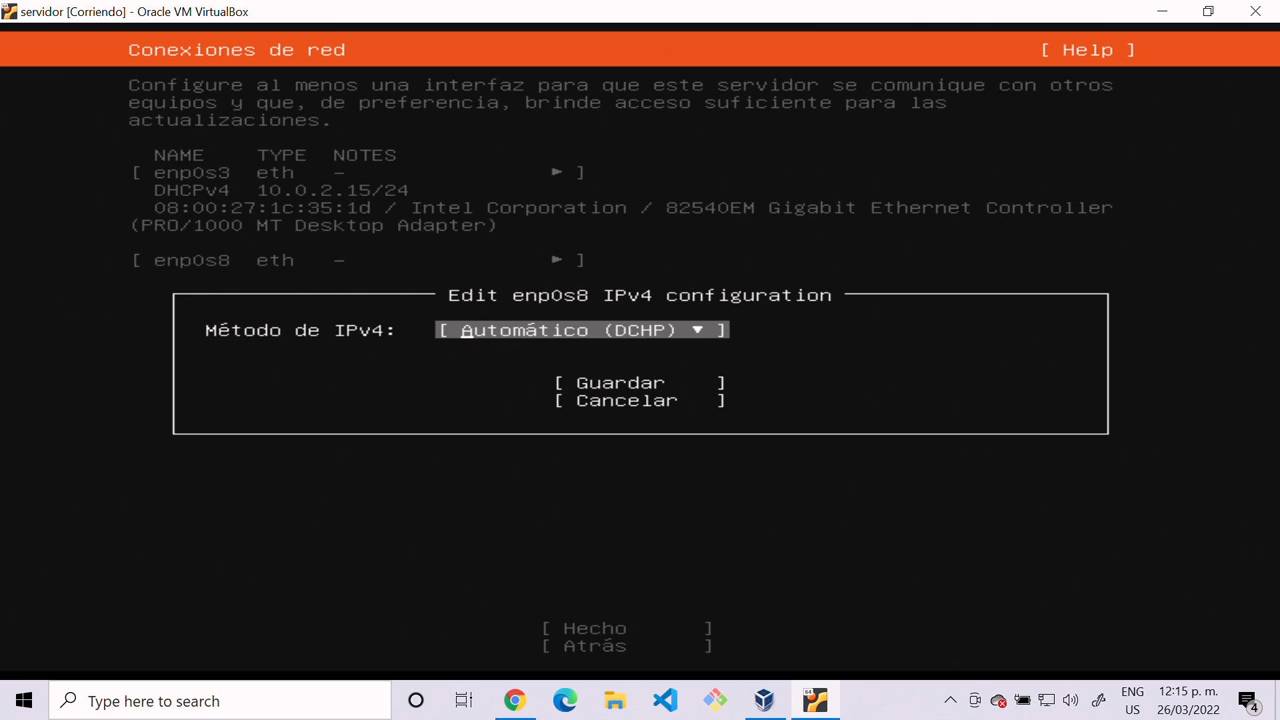 servidor [Corriendo] - Oracle VM VirtualBox
Conexiones de red [ Help ]
Configure al menos una interfaz para que este servidor se comunique con otros
equipos y que, de preferencia, brinde acceso suficiente para las
actualizaciones.
NAME TYPE NOTES
[ enp0s3 eth - ► ]
DHCPv4 10.0.2.15/24
08:00:27:1c:35:1d / Intel Corporation / 82540EM Gigabit Ethernet Controller
(PRO/1000 MT Desktop Adapter)
[ enp0s8 eth - ► ]
Edit enp0s8 IPv4 configuration
Método de IPv4: [ Automático (DCHP) ▼ ]
[ Guardar ]
[ Cancelar ]
[ Hecho ]
[ Atrás ]
Type here to search
ENG
US
12:15 p. m.
26/03/2022
4
64